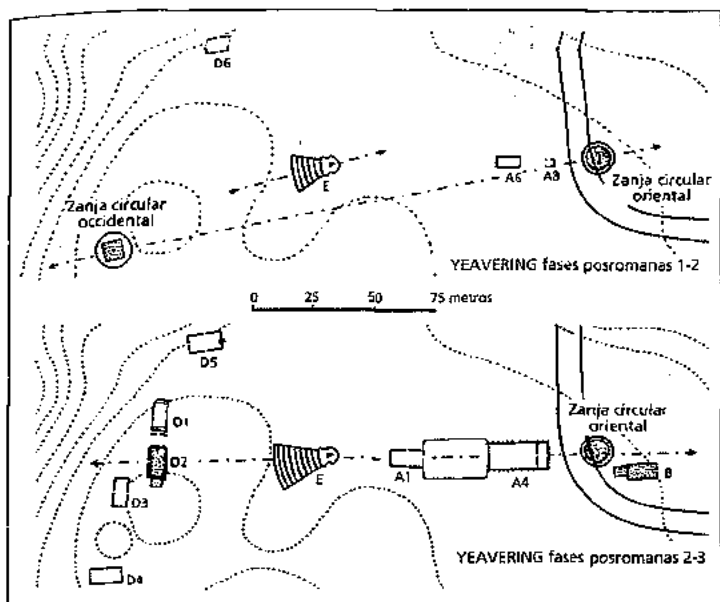 D6
E
A6
A8
Zanja circular
oriental
Zanja circular
occidental
YEAVERING fases posromanas 1-2
0 25 50 75 metros
D5
D1
D2
D3
D4
E
A1
A4
Zanja circular
oriental
B
YEAVERING fases posromanas 2-3